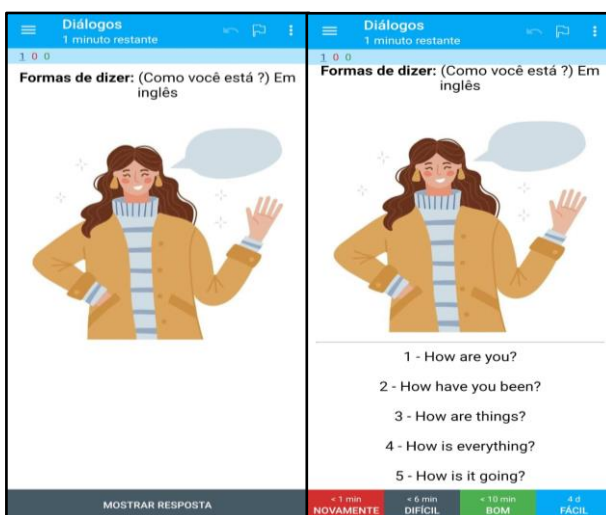 Diálogos
1 minuto restante
1 0 0
Formas de dizer: (Como você está ?) Em
inglês
MOSTRAR RESPOSTA
Diálogos
1 minuto restante
1 0 0
Formas de dizer: (Como você está ?) Em
inglês
1 - How are you?
2 - How have you been?
3 - How are things?
4 - How is everything?
5 - How is it going?
< 1 min < 6 min < 10 min 4 d
NOVAMENTE DIFÍCIL BOM FÁCIL